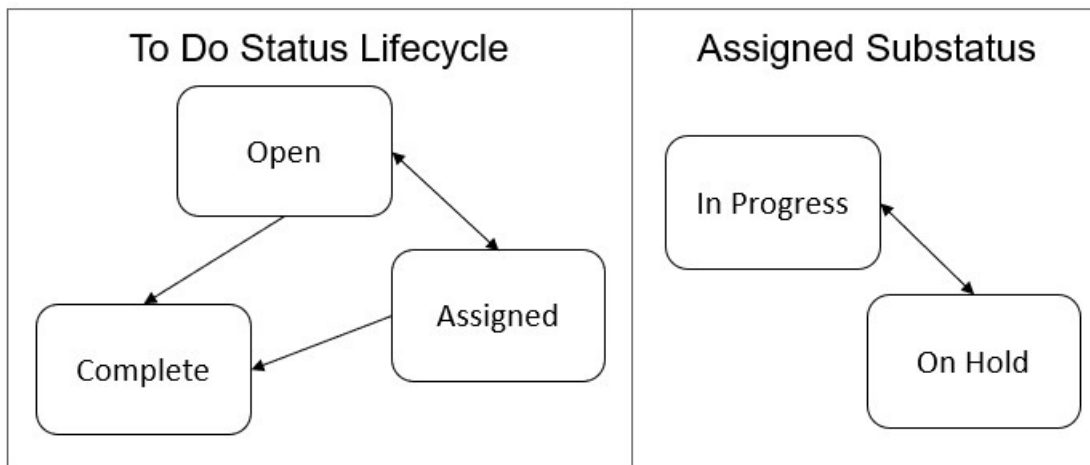 To Do Status Lifecycle
Open
Assigned
Complete
Assigned Substatus
In Progress
On Hold